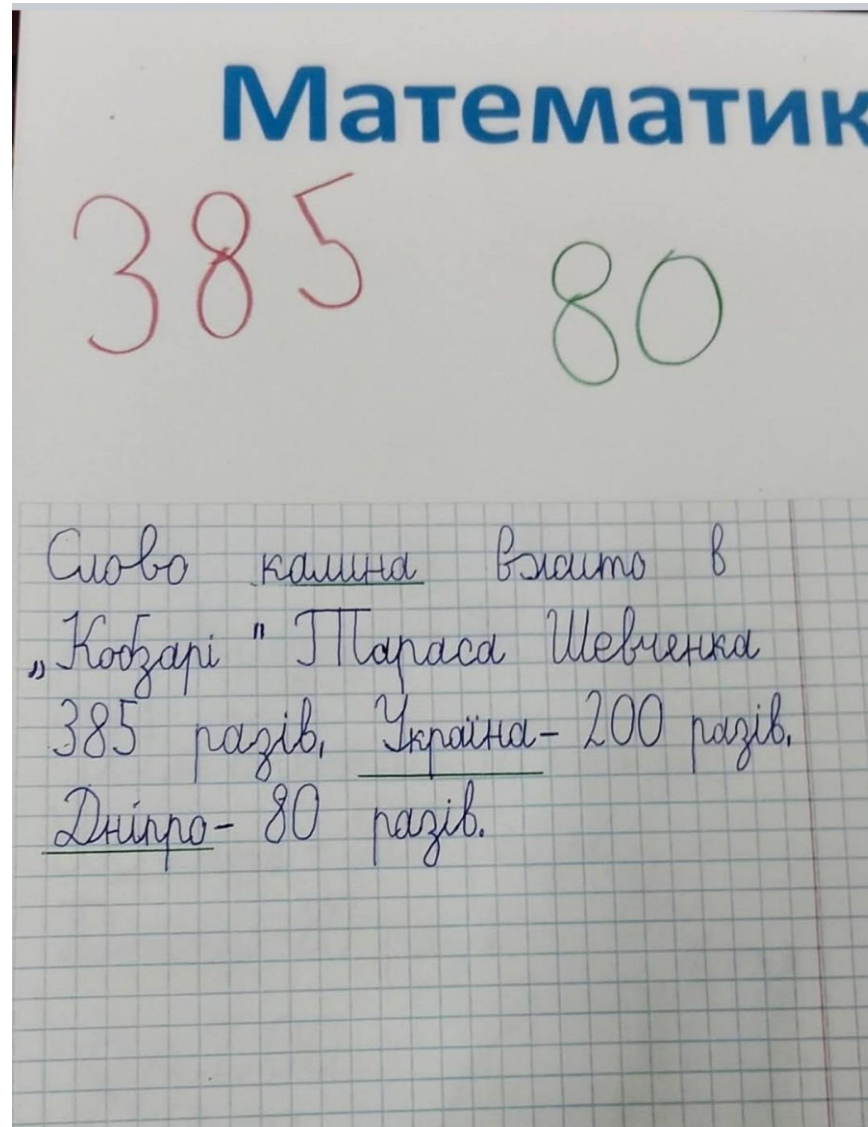 Математик
385
80
Слово калина вжито в
„Кобзарі" Тараса Шевченка
385 разів, Україна- 200 разів.
Дніпро- 80 разів.